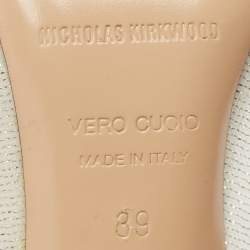 NICHOLAS KIRKWOOD
VERO CUOIO
MADE IN ITALY
39